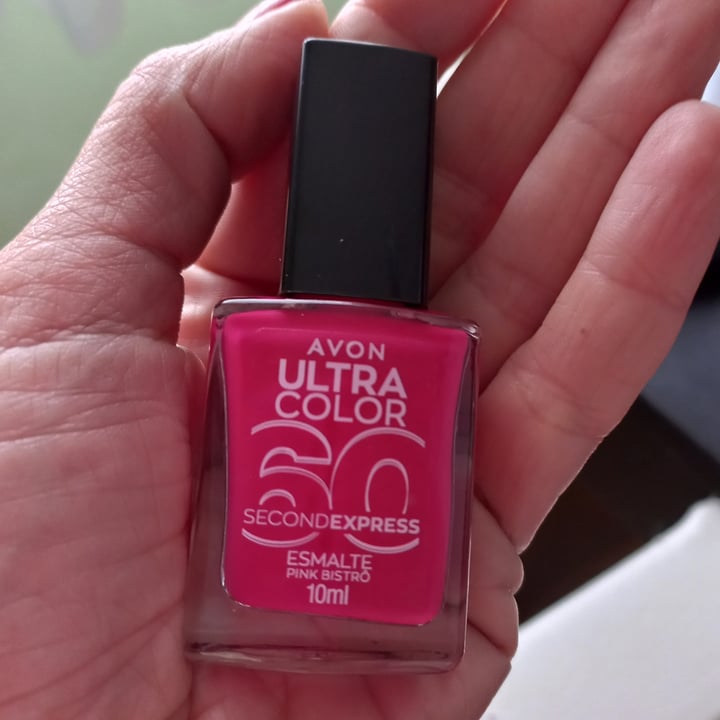 AVON
ULTRA
COLOR
60
SECONDEXPRESS
ESMALTE
PINK BISTRÔ
10ml